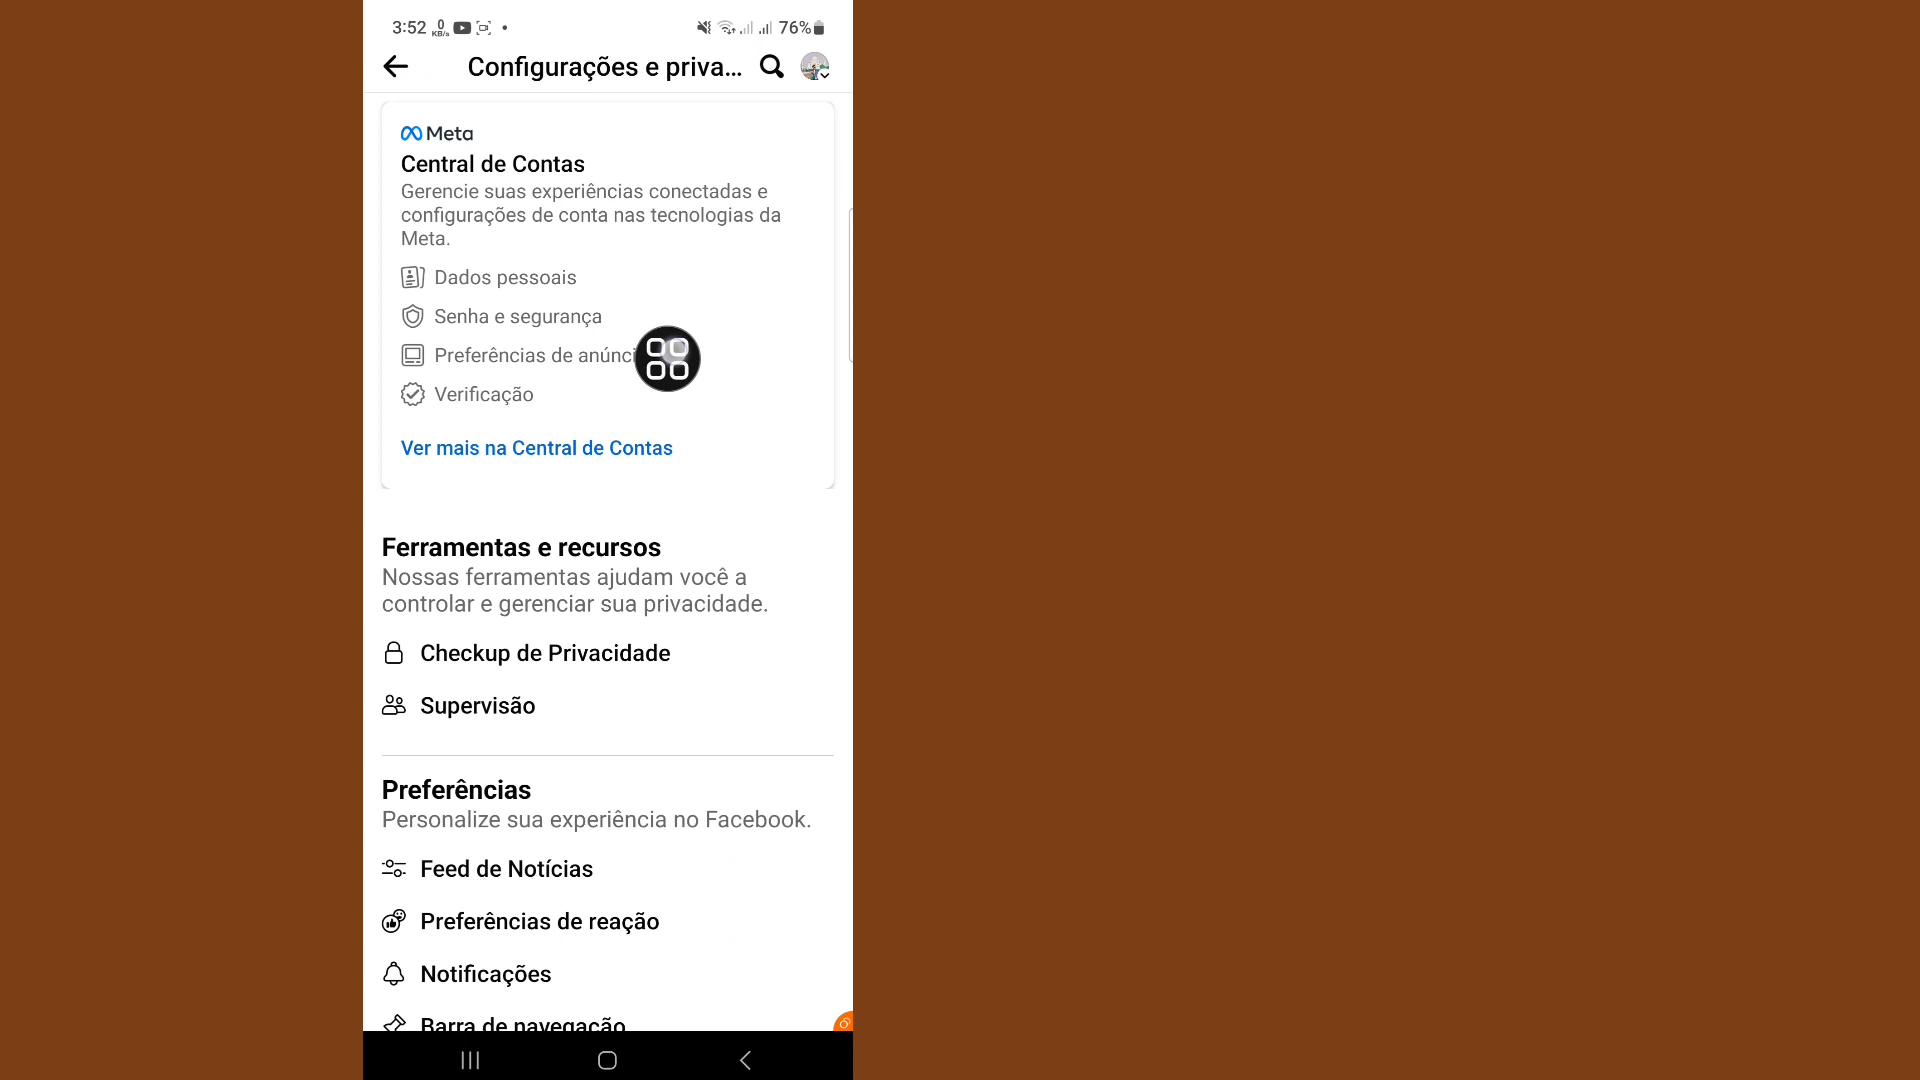 3:52 0 KB/s 76%
Configurações e priva...
Meta
Central de Contas
Gerencie suas experiências conectadas e
configurações de conta nas tecnologias da
Meta.
Dados pessoais
Senha e segurança
Preferências de anúnci
Verificação
Ver mais na Central de Contas
Ferramentas e recursos
Nossas ferramentas ajudam você a
controlar e gerenciar sua privacidade.
Checkup de Privacidade
Supervisão
Preferências
Personalize sua experiência no Facebook.
Feed de Notícias
Preferências de reação
Notificações
Barra de navegação